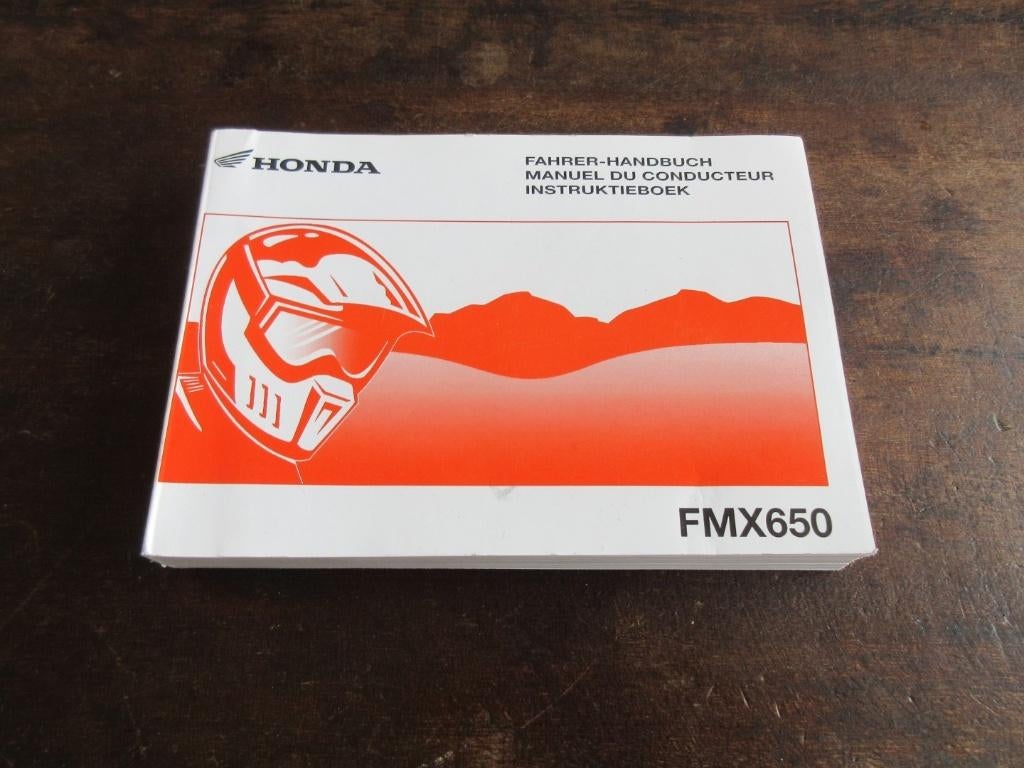 HONDA
FAHRER-HANDBUCH
MANUEL DU CONDUCTEUR
INSTRUKTIEBOEK
FMX650